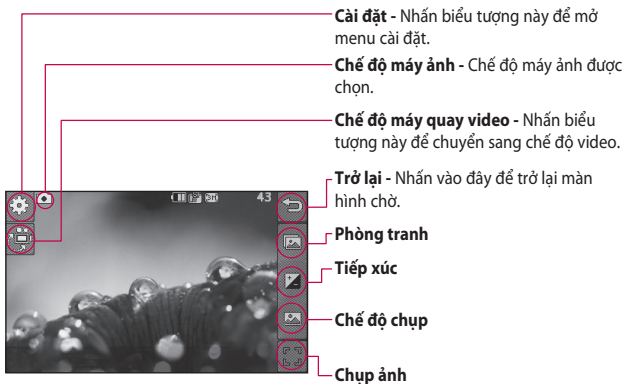 Cài đặt - Nhấn biểu tượng này để mở
menu cài đặt.
Chế độ máy ảnh - Chế độ máy ảnh được
chọn.
Chế độ máy quay video - Nhấn biểu
tượng này để chuyển sang chế độ video.
Trở lại - Nhấn vào đây để trở lại màn
hình chờ.
43
Phòng tranh
Tiếp xúc
Chế độ chụp
Chụp ảnh